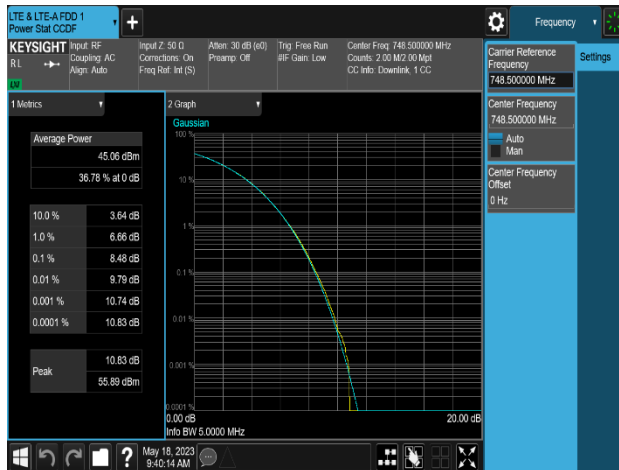 LTE & LTE-A FDD 1
Power Stat CCDF
Frequency
KEYSIGHT
RL
LXI
Input: RF
Coupling: AC
Align: Auto
Input Z: 50 Ω
Corrections: On
Freq Ref: Int (S)
Atten: 30 dB (e0)
Preamp: Off
Trig: Free Run
#IF Gain: Low
Center Freq: 748.500000 MHz
Counts: 2.00 M/2.00 Mpt
CC Info: Downlink, 1 CC
Carrier Reference
Frequency
748.500000 MHz
Settings
Center Frequency
748.500000 MHz
Auto
Man
Center Frequency
Offset
0 Hz
1 Metrics
Average Power
45.06 dBm
36.78 % at 0 dB
10.0 % 3.64 dB
1.0 % 6.66 dB
0.1 % 8.48 dB
0.01 % 9.79 dB
0.001 % 10.74 dB
0.0001 % 10.83 dB
Peak
10.83 dB
55.89 dBm
2 Graph
Gaussian
100 %
10 %
1 %
0.1 %
0.01 %
0.001 %
0.0001 %
0.00 dB 20.00 dB
Info BW 5.0000 MHz
?
May 18, 2023
9:40:14 AM